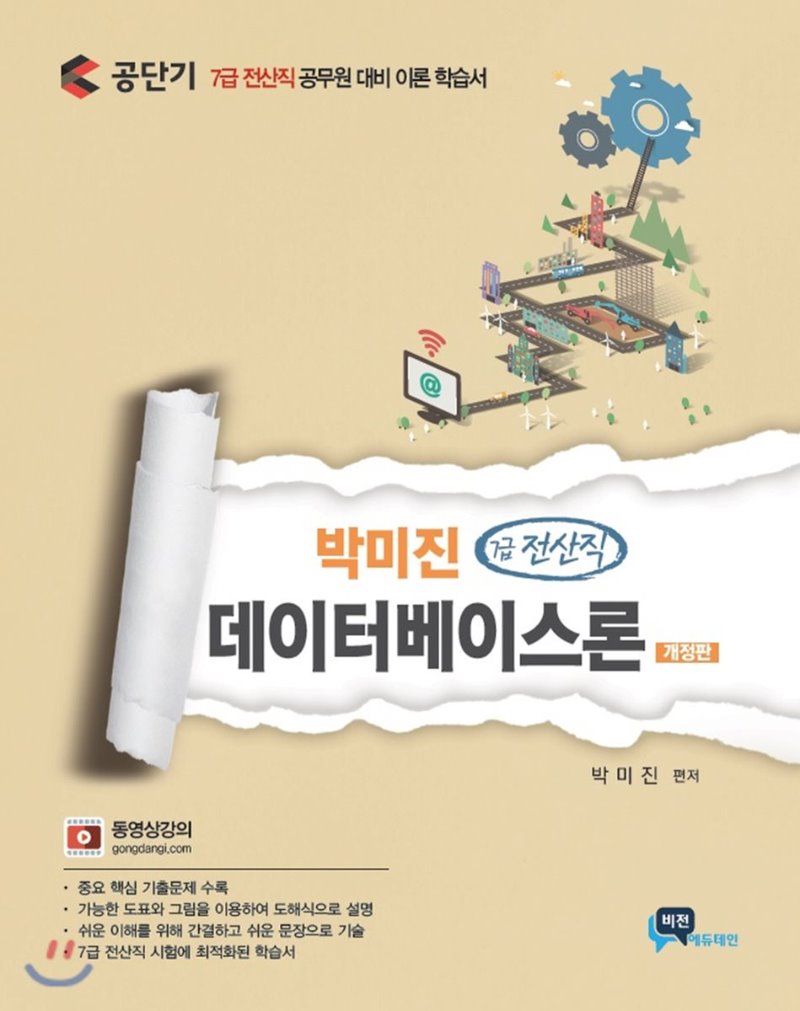 공단기 7급 전산직 공무원 대비 이론 학습서
@
박미진 7급 전산직
데이터베이스론 개정판
박미진 편저
동영상강의
gongdangi.com
· 중요 핵심 기출문제 수록
· 가능한 도표와 그림을 이용하여 도해식으로 설명
· 쉬운 이해를 위해 간결하고 쉬운 문장으로 기술
· 7급 전산직 시험에 최적화된 학습서
비전
에듀테인